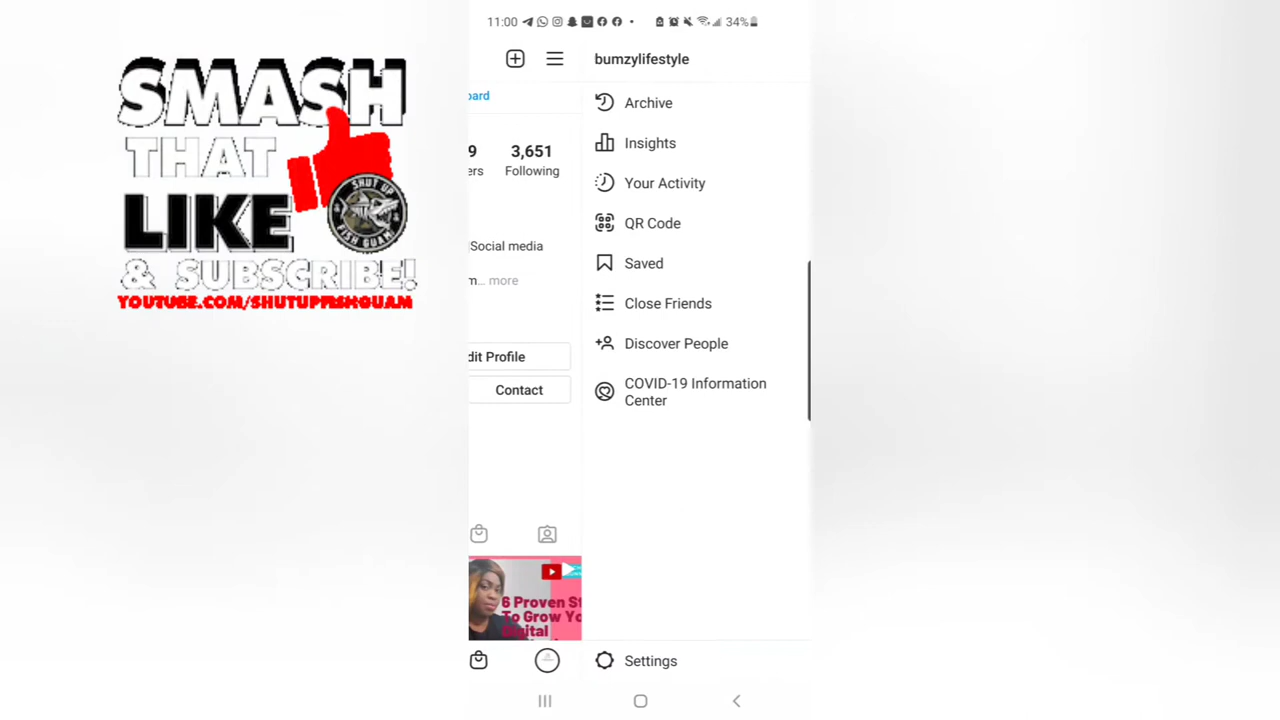 SMASH
THAT
LIKE
& SUBSCRIBE!
YOUTUBE.COM/SHUTUPFISHGUAM
SHUT UP
FISH GUAM
11:00
34%
bumzylifestyle
oard
Archive
Insights
9
3,651
ers
Following
Your Activity
QR Code
Social media
Saved
m... more
Close Friends
Discover People
dit Profile
Contact
COVID-19 Information
Center
6 Proven St
To Grow Yo
Digital
Settings